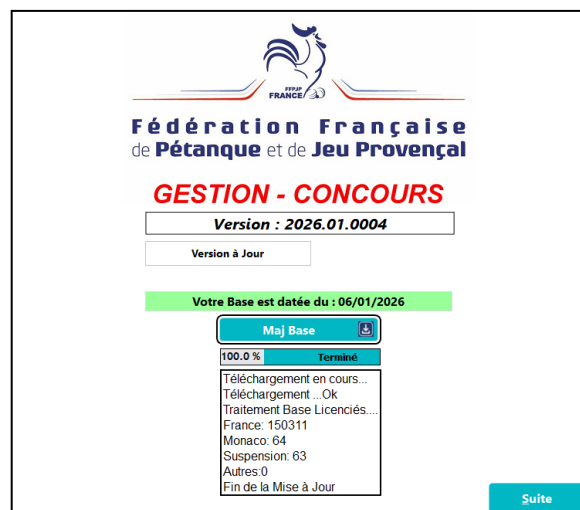 FFPJP
FRANCE
Fédération Française
de Pétanque et de Jeu Provençal
GESTION - CONCOURS
Version : 2026.01.0004
Version à Jour
Votre Base est datée du : 06/01/2026
Maj Base
100.0 % Terminé
Téléchargement en cours...
Téléchargement ...Ok
Traitement Base Licenciés....
France: 150311
Monaco: 64
Suspension: 63
Autres:0
Fin de la Mise à Jour
Suite